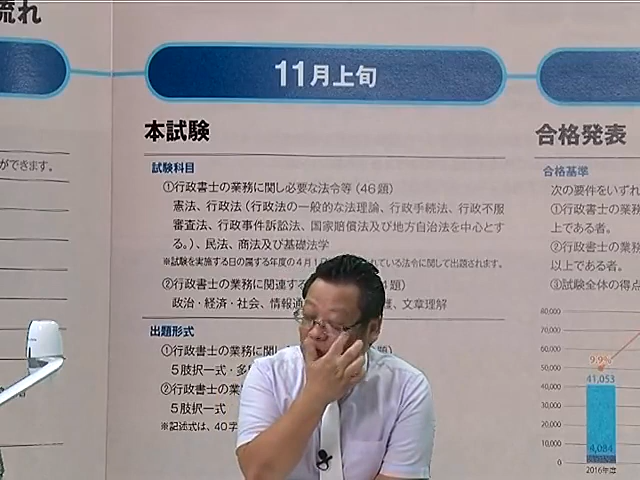 流れ
11月上旬
ができます。
本試験
試験科目
①行政書士の業務に関し必要な法令等(46題)
憲法、行政法(行政法の一般的な法理論、行政手続法、行政不服
審査法、行政事件訴訟法、国家賠償法及び地方自治法を中心とす
る。)、民法、商法及び基礎法学
※試験を実施する日の属する年度の4月1
れている法令に関して出題されます。
②行政書士の業務に関連す
4題)
政治・経済・社会、情報通
、文章理解
出題形式
①行政書士の業務に関
題)
5肢択一式・多
②行政書士の業
5肢択一式
※記述式は、40字
合格発表
合格基準
次の要件をいずれ
①行政書士の業務
上である者。
②行政書士の業務
以上である者。
③試験全体の得点
80,000
70,000
60,000
50,000
40,000
30,000
20,000
10,000
0
9.9%
41,053
4,084
2016年度